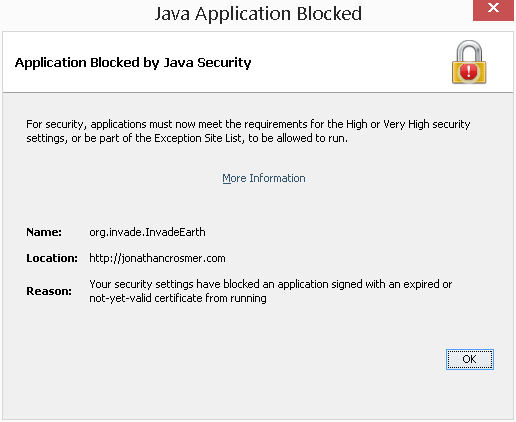 Java Application Blocked
Application Blocked by Java Security
For security, applications must now meet the requirements for the High or Very High security
settings, or be part of the Exception Site List, to be allowed to run.
More Information
Name: org.invade.InvadeEarth
Location: http://jonathancrosmer.com
Reason: Your security settings have blocked an application signed with an expired or
not-yet-valid certificate from running
OK